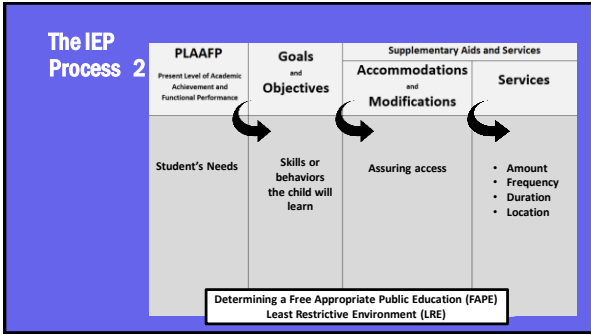 The IEP
Process 2
PLAAFP
Present Level of Academic
Achievement and
Functional Performance
Goals
and
Objectives
Supplementary Aids and Services
Accommodations
and
Modifications
Services
Student's Needs
Skills or
behaviors
the child will
learn
Assuring access
• Amount
• Frequency
• Duration
• Location
Determining a Free Appropriate Public Education (FAPE)
Least Restrictive Environment (LRE)